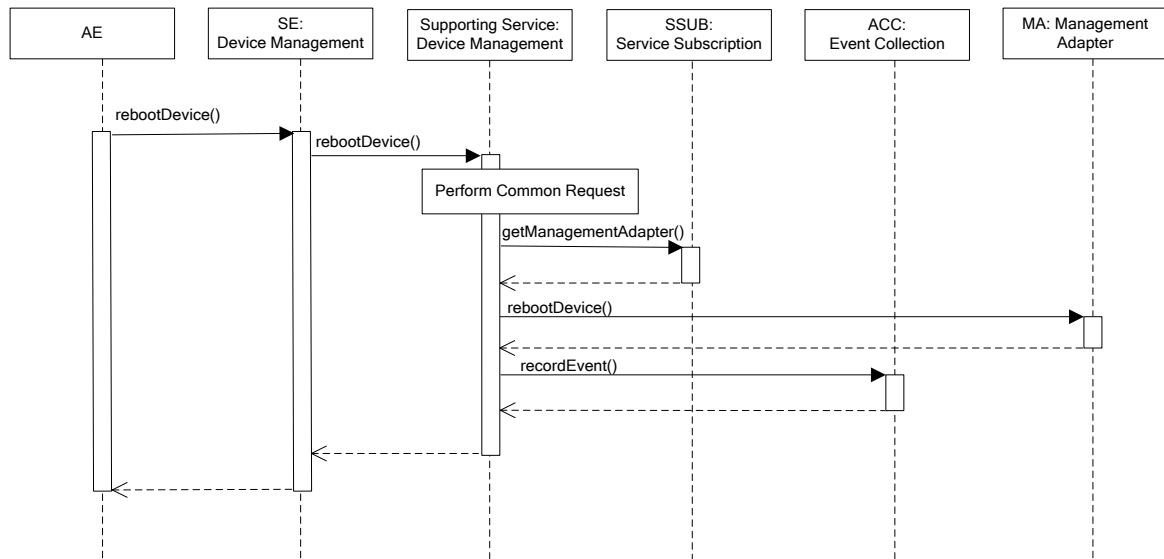 AE
SE:
Device Management
Supporting Service:
Device Management
SSUB:
Service Subscription
ACC:
Event Collection
MA: Management
Adapter
rebootDevice()
rebootDevice()
Perform Common Request
getManagementAdapter()
rebootDevice()
recordEvent()